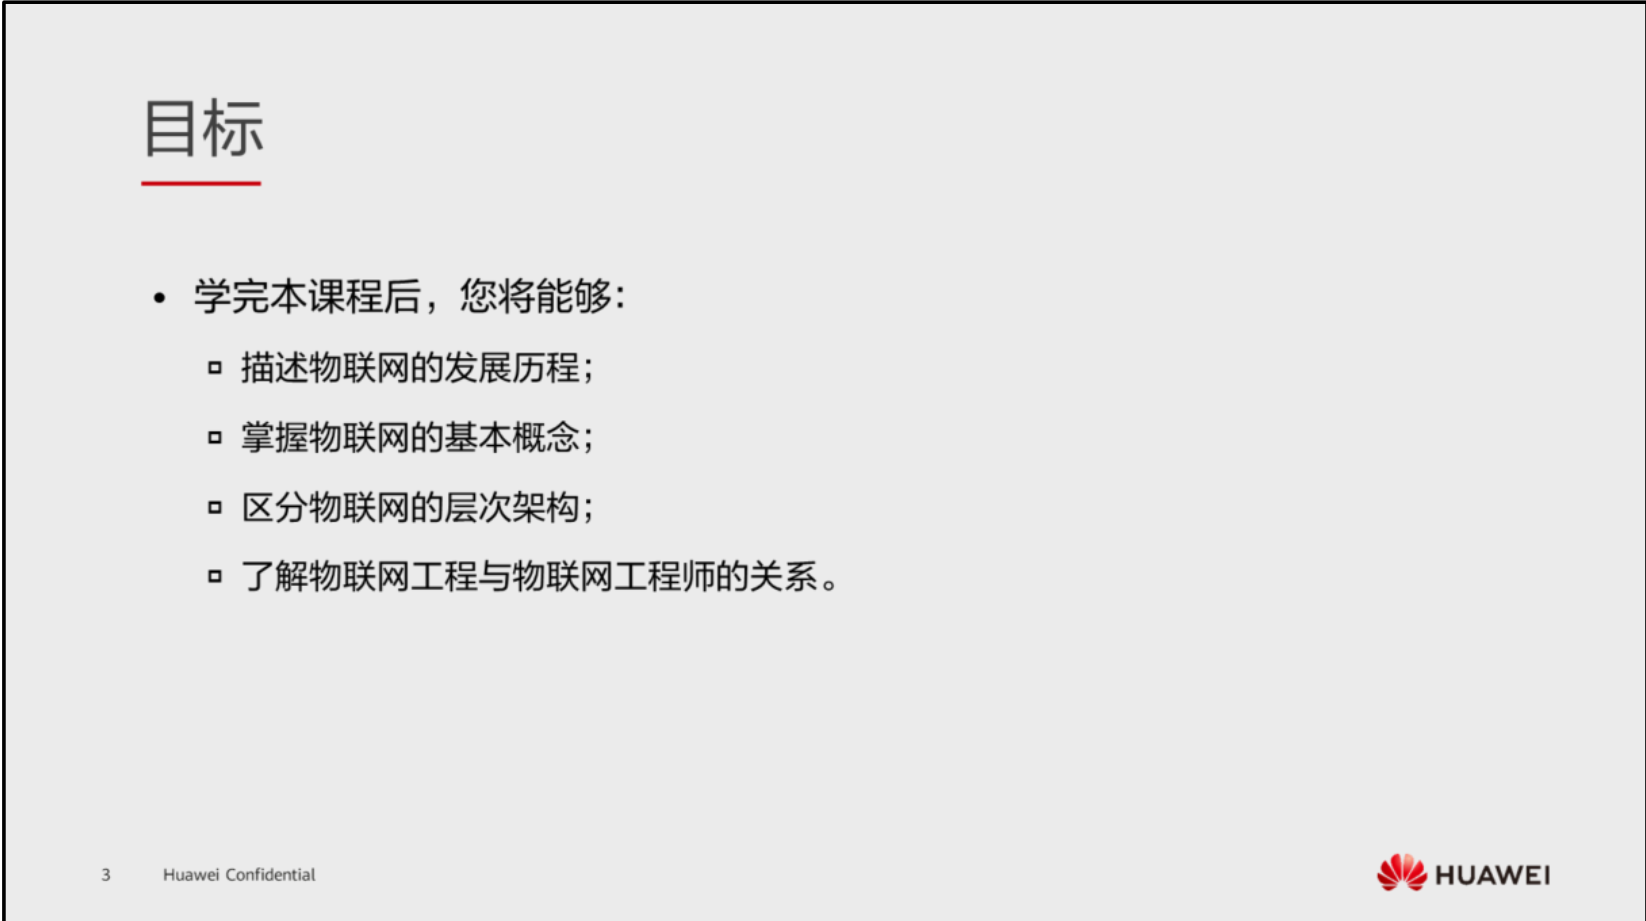 目标
• 学完本课程后，您将能够：
▫ 描述物联网的发展历程；
▫ 掌握物联网的基本概念；
▫ 区分物联网的层次架构；
▫ 了解物联网工程与物联网工程师的关系。
3 Huawei Confidential
HUAWEI